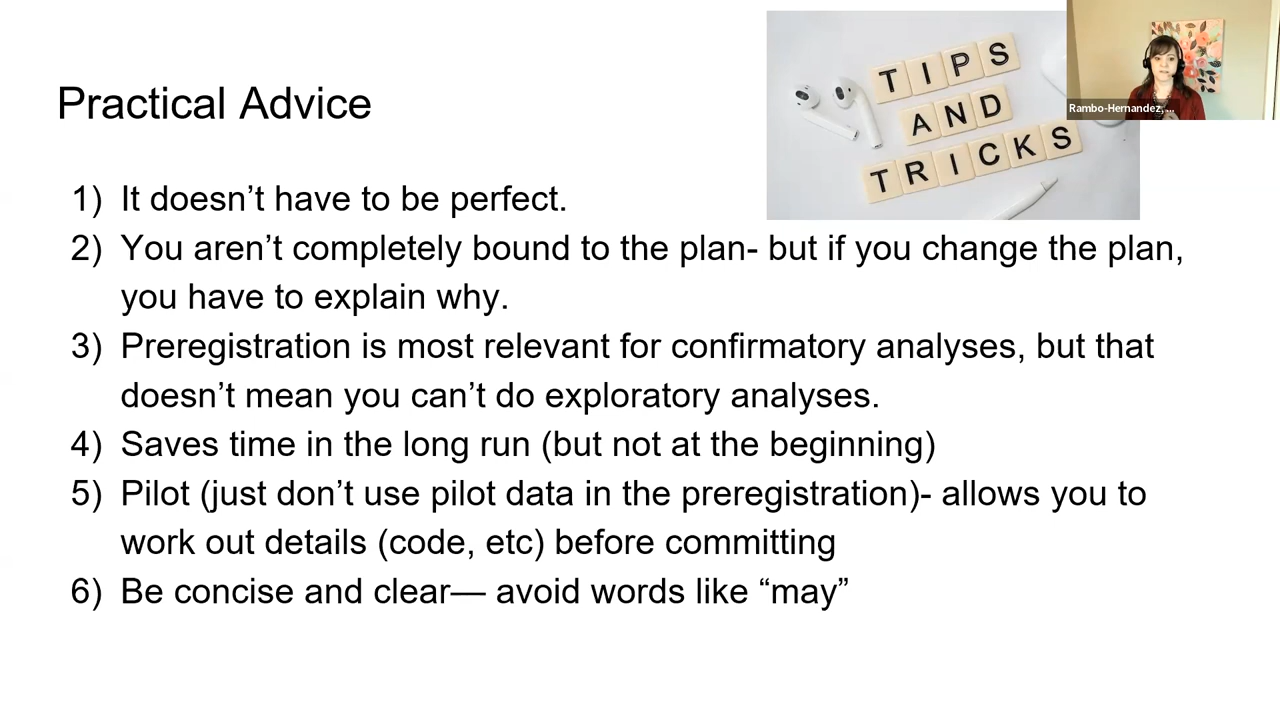 TIPS
AND
TRICKS
Rambo-Hernandez, ...
Practical Advice
1) It doesn’t have to be perfect.
2) You aren’t completely bound to the plan- but if you change the plan,
you have to explain why.
3) Preregistration is most relevant for confirmatory analyses, but that
doesn’t mean you can’t do exploratory analyses.
4) Saves time in the long run (but not at the beginning)
5) Pilot (just don’t use pilot data in the preregistration)- allows you to
work out details (code, etc) before committing
6) Be concise and clear— avoid words like “may”